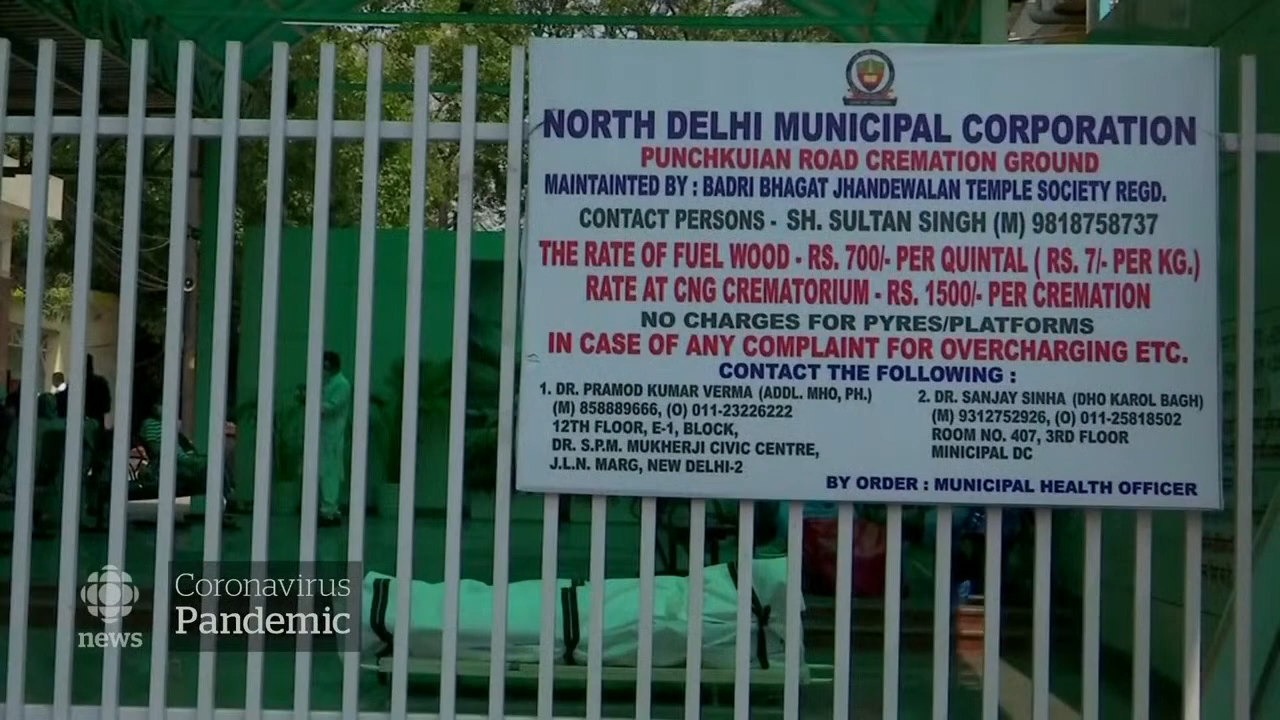 NORTH DELHI MUNICIPAL CORPORATION
PUNCHKUIAN ROAD CREMATION GROUND
MAINTAINTED BY : BADRI BHAGAT JHANDEWALAN TEMPLE SOCIETY REGD.
CONTACT PERSONS - SH. SULTAN SINGH (M) 9818758737
THE RATE OF FUEL WOOD - RS. 700/- PER QUINTAL ( RS. 7/- PER KG.)
RATE AT CNG CREMATORIUM - RS. 1500/- PER CREMATION
NO CHARGES FOR PYRES/PLATFORMS
IN CASE OF ANY COMPLAINT FOR OVERCHARGING ETC.
CONTACT THE FOLLOWING :
1. DR. PRAMOD KUMAR VERMA (ADDL. MHO, PH.)
(M) 858889666, (O) 011-23226222
12TH FLOOR, E-1, BLOCK,
DR. S.P.M. MUKHERJI CIVIC CENTRE,
J.L.N. MARG, NEW DELHI-2
2. DR. SANJAY SINHA (DHO KAROL BAGH)
(M) 9312752926, (O) 011-25818502
ROOM NO. 407, 3RD FLOOR
MINICIPAL DC
BY ORDER : MUNICIPAL HEALTH OFFICER
news
Coronavirus
Pandemic